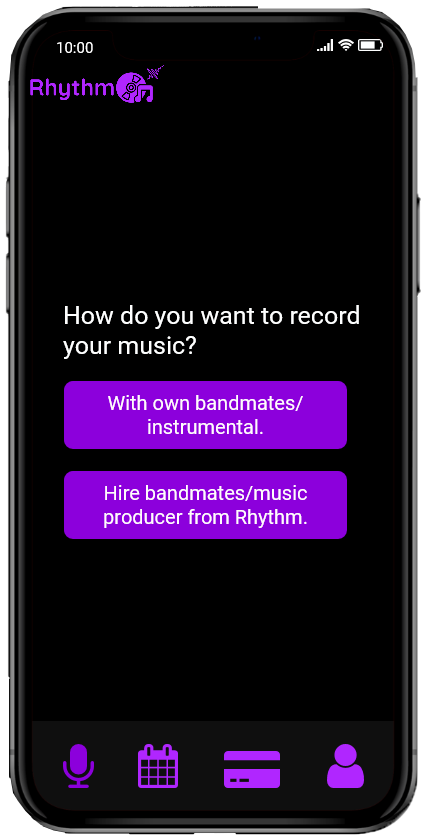 10:00
Rhythm
How do you want to record
your music?
With own bandmates/
instrumental.
Hire bandmates/music
producer from Rhythm.